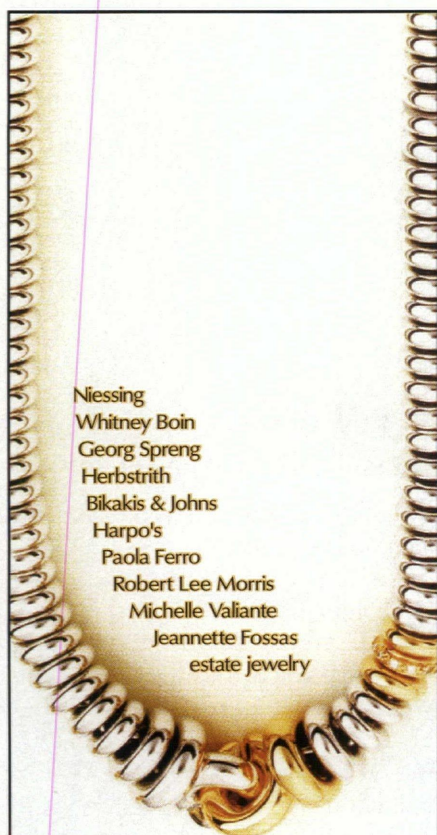 Niessing
Whitney Boin
Georg Spreng
Herbstrith
Bikakis & Johns
Harpo's
Paola Ferro
Robert Lee Morris
Michelle Valiante
Jeannette Fossas
estate jewelry